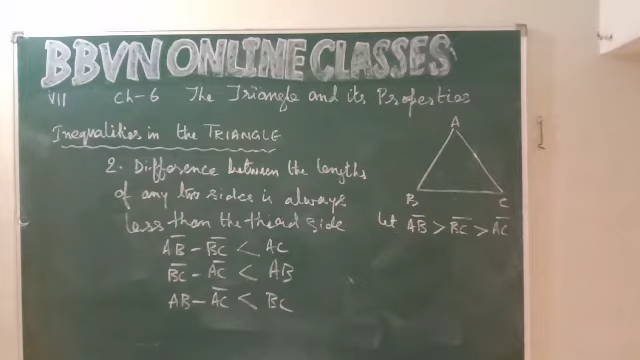 BBVN ONLINE CLASSES
VII Ch-6 The Triangle and its Properties
Inequalities in the TRIANGLE
2. Difference between the lengths
of any two sides is always
less than the third side
AB - BC < AC
BC - AC < AB
AB - AC < BC
A
B C
let AB > BC > AC